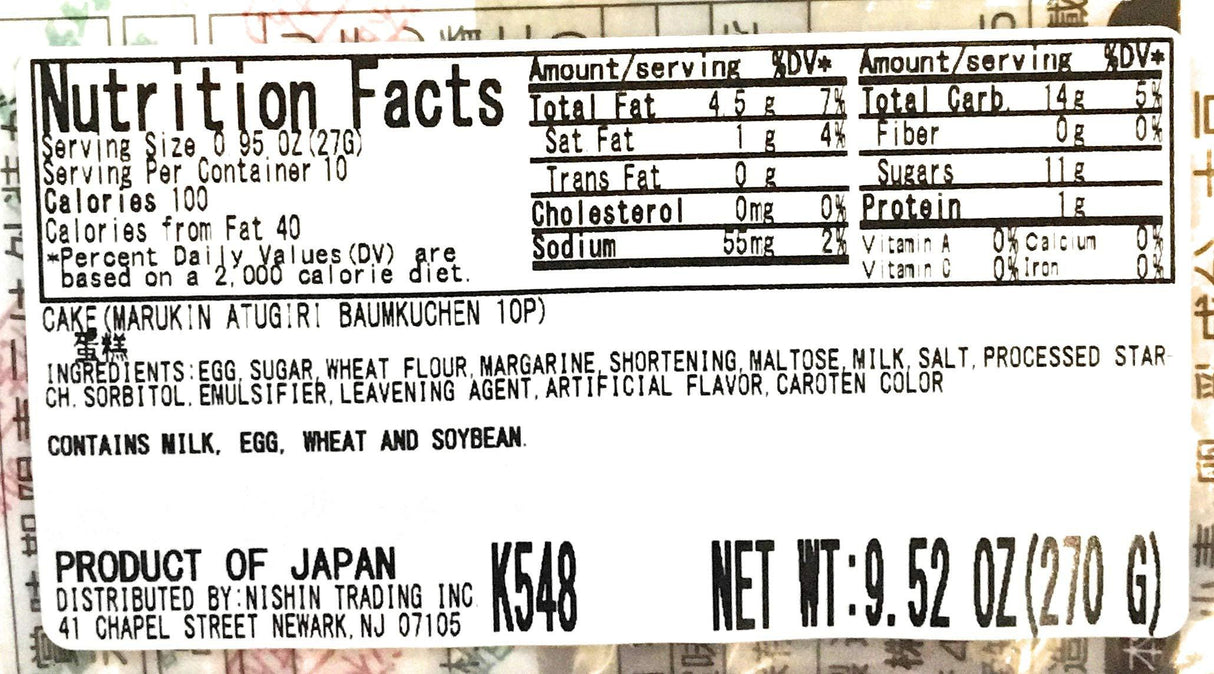 Nutrition Facts
Serving Size 0.95 OZ(27G)
Serving Per Container 10
Calories 100
Calories from Fat 40
*Percent Daily Values(DV) are
based on a 2,000 calorie diet.
Amount/serving %DV*
Total Fat 4.5 g 7%
Sat Fat 1 g 4%
Trans Fat 0 g
Cholesterol 0mg 0%
Sodium 55mg 2%
Amount/serving %DV*
Total Carb. 14g 5%
Fiber 0g 0%
Sugars 11g
Protein 1g
Vitamin A 0% Calcium 0%
Vitamin C 0% Iron 0%
CAKE(MARUKIN ATUGIRI BAUMKUCHEN 10P)
蛋糕
INGREDIENTS:EGG, SUGAR, WHEAT FLOUR, MARGARINE, SHORTENING, MALTOSE, MILK, SALT, PROCESSED STAR-
CH. SORBITOL. EMULSIFIER, LEAVENING AGENT, ARTIFICIAL FLAVOR, CAROTEN COLOR
CONTAINS MILK, EGG, WHEAT AND SOYBEAN.
PRODUCT OF JAPAN
DISTRIBUTED BY:NISHIN TRADING INC.
41 CHAPEL STREET NEWARK, NJ 07105
K548
NET WT:9.52 OZ(270 G)